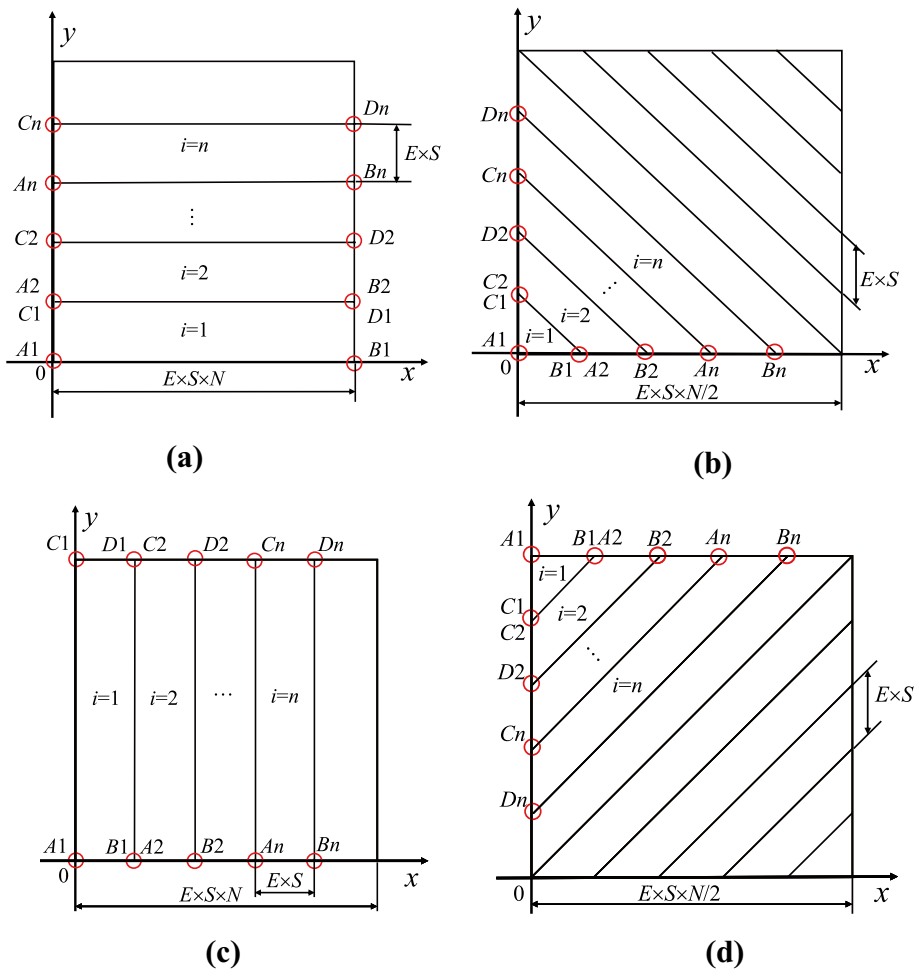 (a)
y
Cn
Dn
i=n
E×S
An
Bn
⋮
C2
D2
i=2
A2
B2
C1
D1
i=1
A1
B1
0
x
E×S×N
(b)
y
Dn
Cn
D2
i=n
E×S
C2
C1
⋯
i=2
A1
i=1
0
B1 A2 B2 An Bn
x
E×S×N/2
(a)
(b)
y
C1 D1 C2 D2 Cn Dn
i=1 i=2 ⋯ i=n
A1 B1 A2 B2 An Bn
0
E×S
x
E×S×N
(c)
y
A1 B1A2 B2 An Bn
i=1
C1
i=2
C2
⋯
D2
i=n
E×S
Cn
Dn
0
x
E×S×N/2
(d)